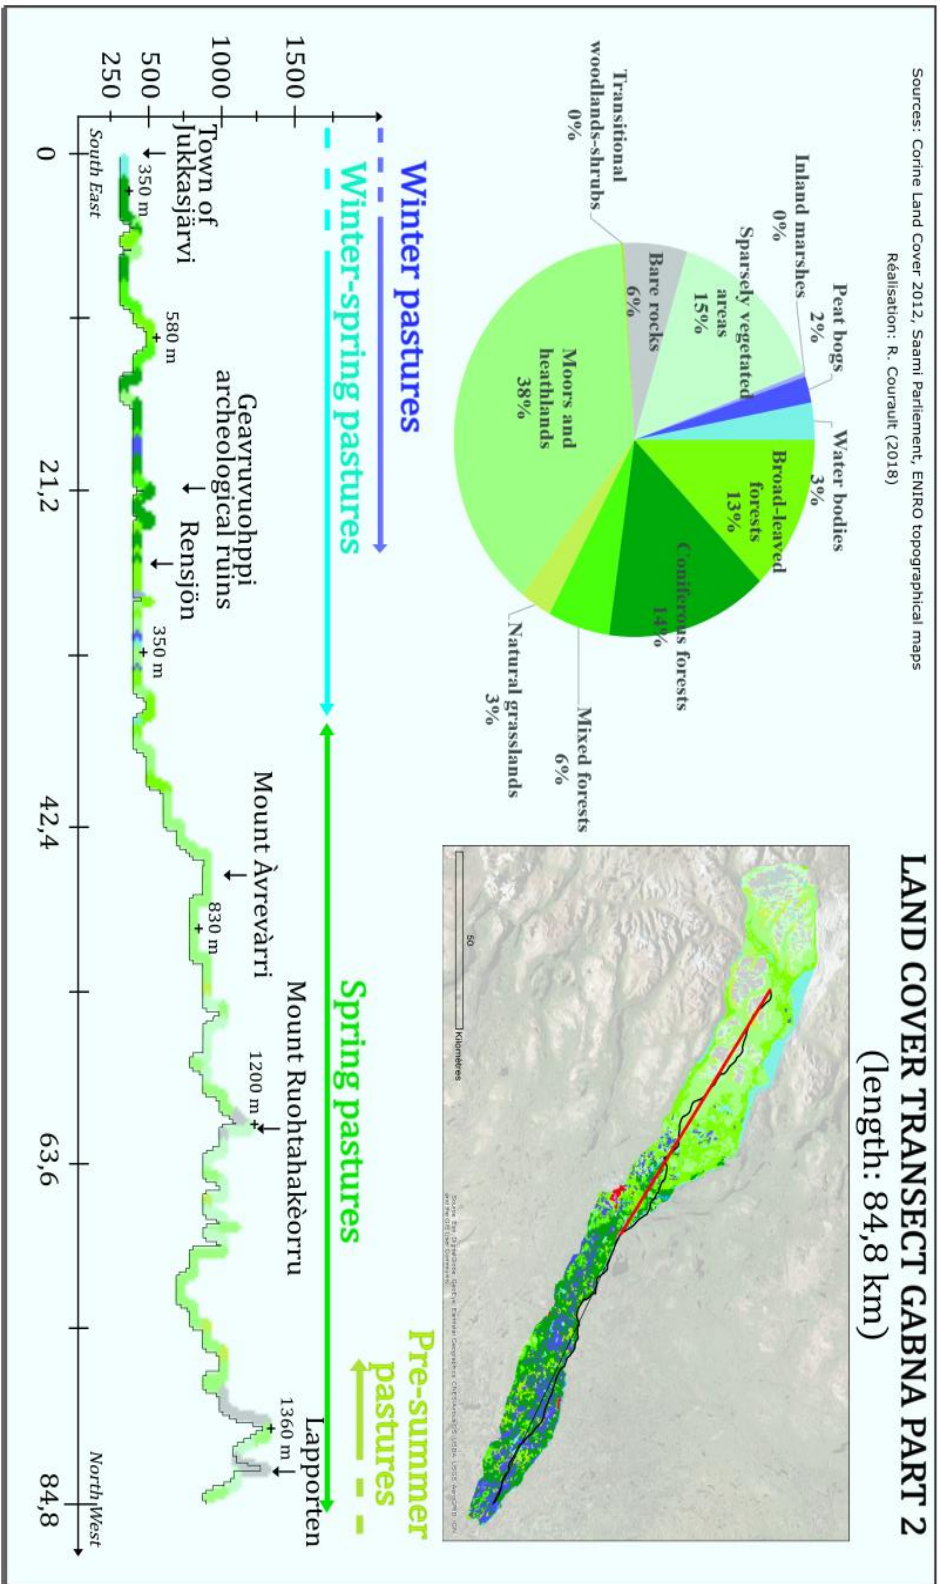 LAND COVER TRANSECT GABNA PART 2
(length: 84,8 km)
Sources: Corine Land Cover 2012, Saami Parliement, ENIRO topographical maps
Réalisation: R. Courault (2018)
Inland marshes
0%
Peat bogs
2%
Water bodies
3%
Sparsely vegetated
areas
15%
Broad-leaved
forests
13%
Transitional
woodlands-shrubs
0%
Bare rocks
6%
Coniferous forests
14%
Moors and
heathlands
38%
Mixed forests
6%
Natural grasslands
3%
50
Kilomètres
Winter pastures
Winter-spring pastures
Spring pastures
Pre-summer
pastures
1500
1000
500
250
Town of
Jukkasjärvi
350 m
580 m
Geavruvuohppi
archeological ruins
Rensjön
350 m
Mount Àvrevàrri
830 m
Mount Ruohtahakèorru
1200 m
Lapporten
1360 m
South East
North West
0
21,2
42,4
63,6
84,8